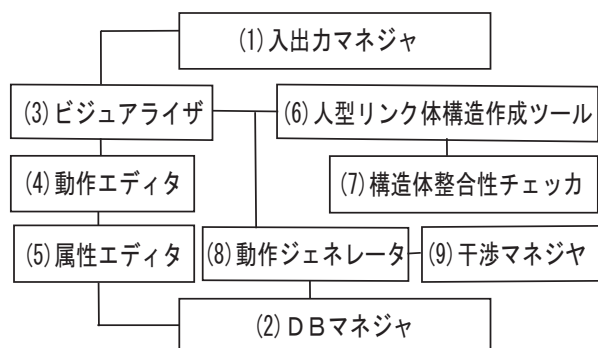 (1)入出力マネジャ
(3)ビジュアライザ
(6)人型リンク体構造作成ツール
(4)動作エディタ
(7)構造体整合性チェッカ
(5)属性エディタ
(8)動作ジェネレータ
(9)干渉マネジヤ
(2)DBマネジャ